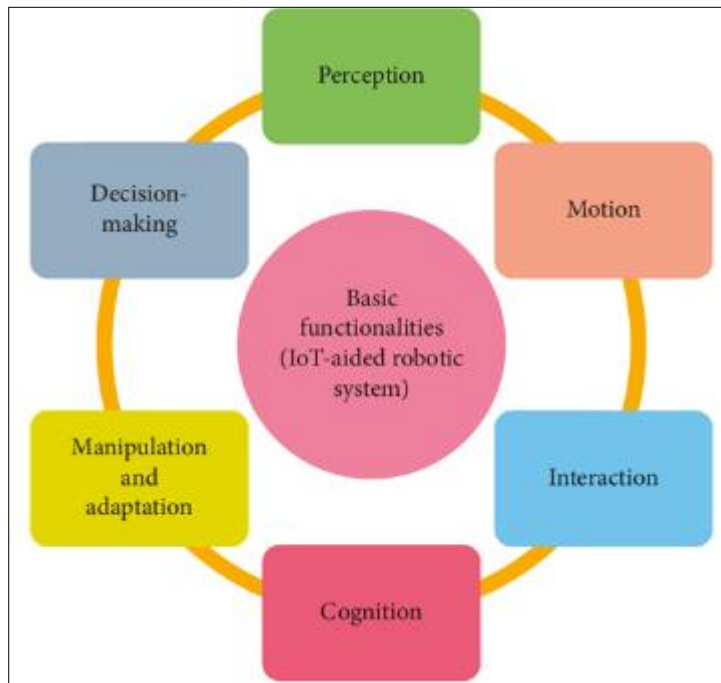 Perception
Decision-
making
Motion
Basic
functionalities
(IoT-aided robotic
system)
Manipulation
and
adaptation
Interaction
Cognition